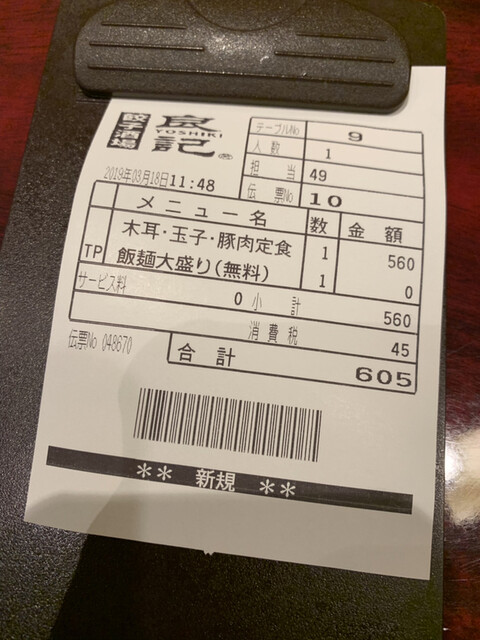 餃子酒場
良記
YOSHIKI
®
テーブルNo 9
人数 1
担当 49
伝票No 10
2019年03月18日11:48
メニュー名 数 金額
木耳・玉子・豚肉定食 1 560
TP 飯麺大盛り(無料) 1 0
サービス料 0 小計 560
消費税 45
伝票No 048670
合計 605
** 新規 **